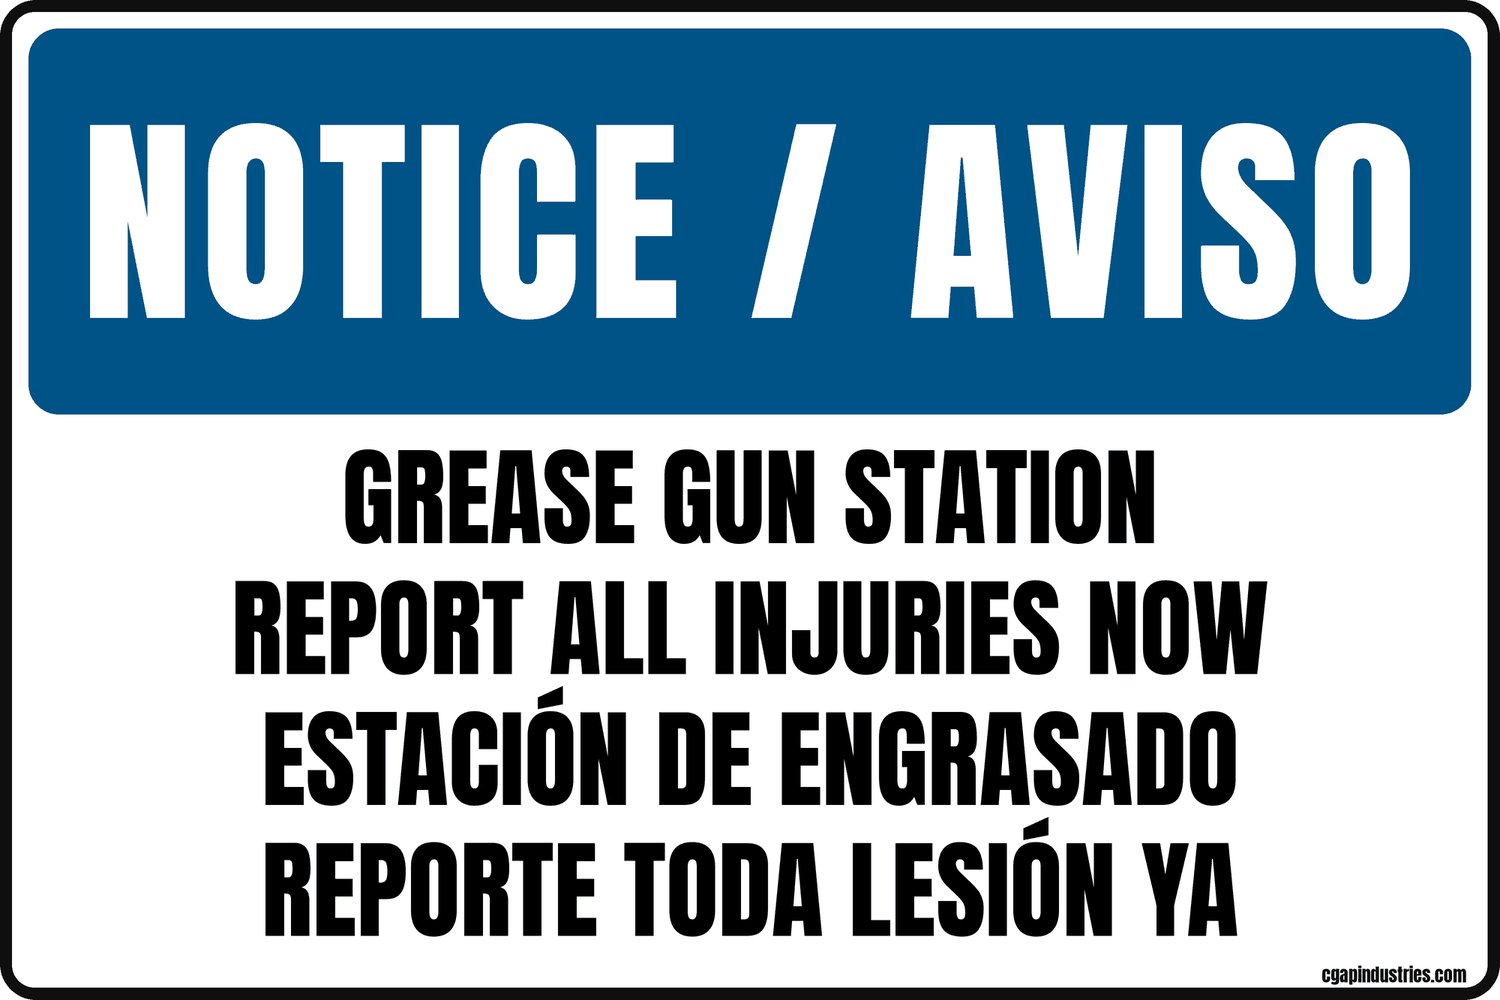 NOTICE / AVISO
GREASE GUN STATION
REPORT ALL INJURIES NOW
ESTACIÓN DE ENGRASADO
REPORTE TODA LESIÓN YA
cgapindustries.com